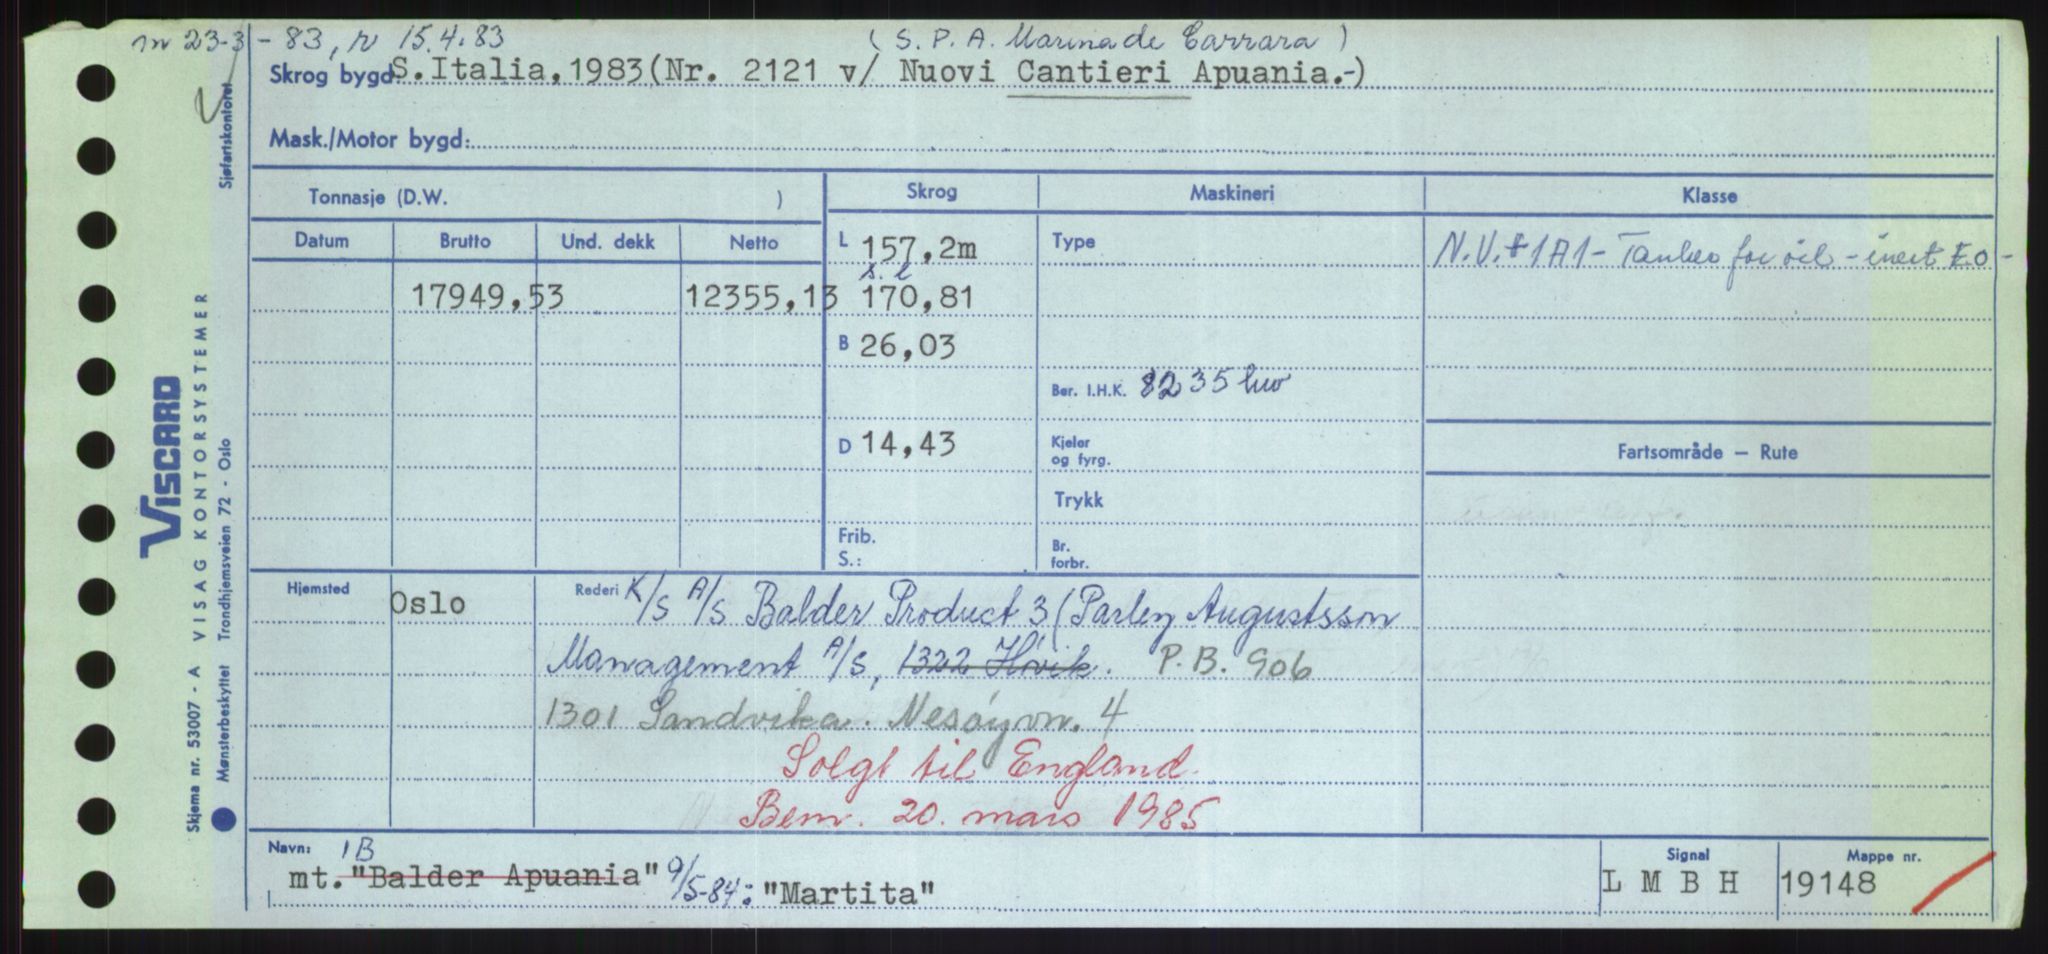 m 23-3-83, r 15.4.83 (S.P.A. Marina de Carrara)
Skrog bygd S.Italia, 1983(Nr. 2121 v/ Nuovi Cantieri Apuania.-)
Mask./Motor bygd:
Tonnasje (D.W. ) Skrog Maskineri Klasse
Datum Brutto Und. dekk Netto L 157,2m Type N.V.+1A1- Tanker for oil - inert E.O -
s.l
17949,53 12355,13 170,81
B 26,03
Ber. I.H.K. 8235 hw
D 14,43 Kjeler og fyrg. Fartsområde — Rute
Trykk
Frib. S.: Br. forbr.
Hjemsted Oslo Rederi K/S A/S Balder Product 3 (Parley Augustsson
Management A/S, 1322 Høvik. P.B. 906
1301 Sandvika. Nesøyvn. 4
Solgt til England.
Bem. 20. mars 1985
Navn: 1B Signal Mappe nr.
mt. "Balder Apuania" 9/5-84: "Martita" L M B H 19148
Sjøfartskontoret
VISCARD
Skjema nr. 53007 - A VISAG KONTORSYSTEMER
Mønsterbeskyttet Trondhjemsveien 72 - Oslo